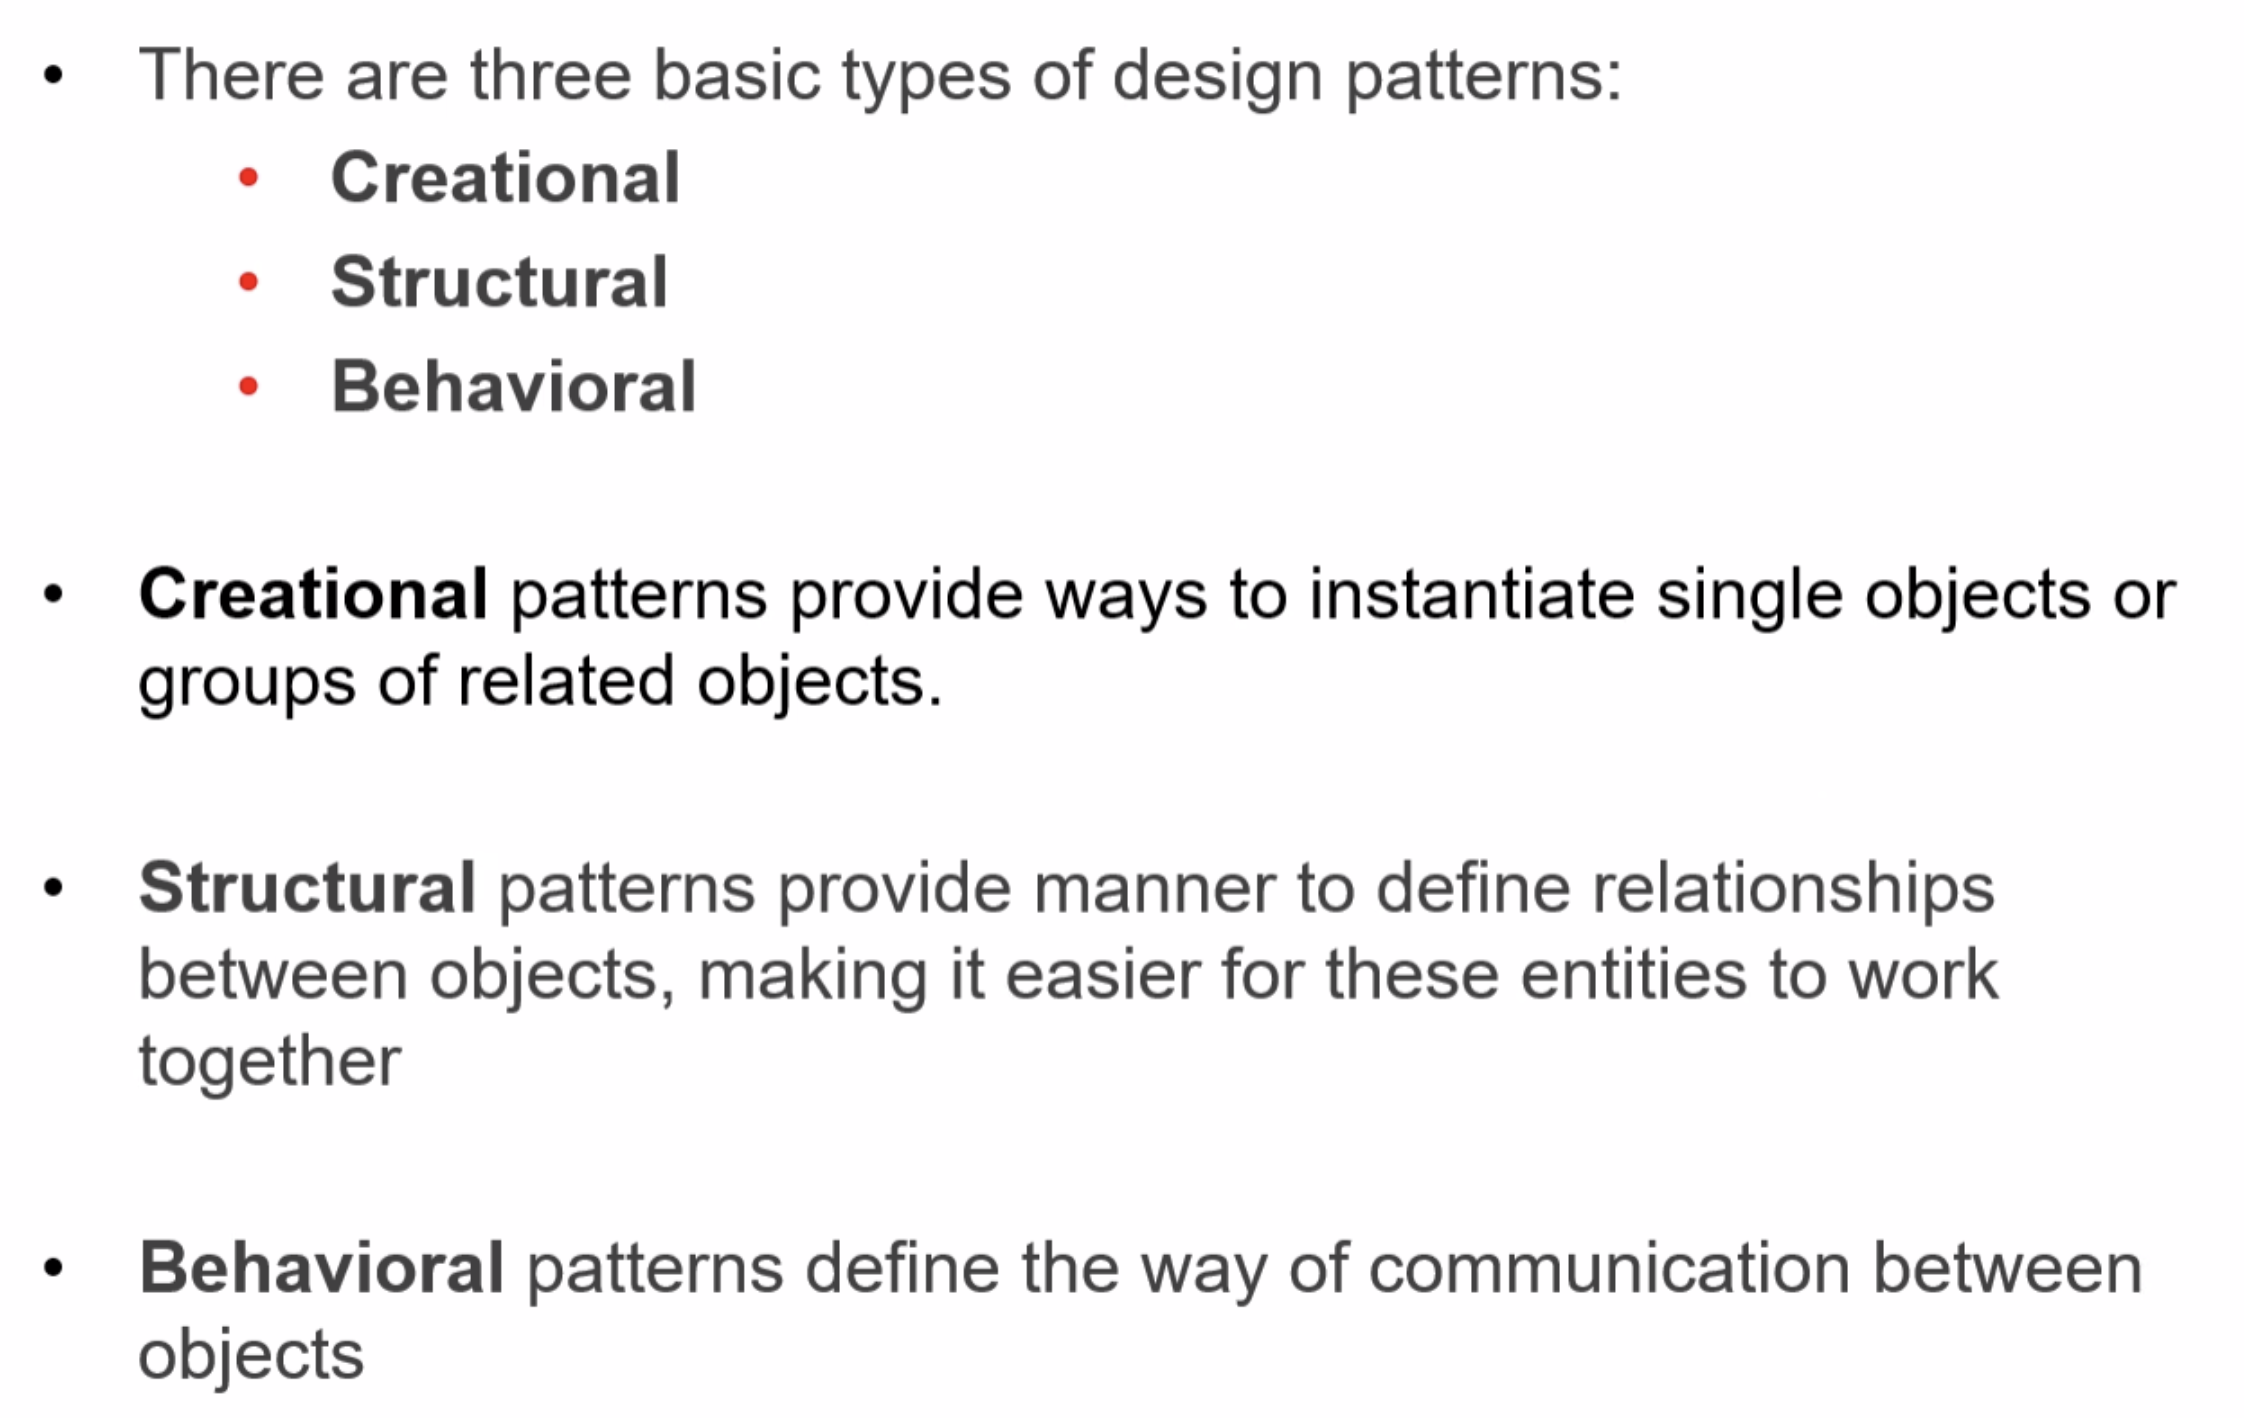 • There are three basic types of design patterns:
• Creational
• Structural
• Behavioral
• Creational patterns provide ways to instantiate single objects or
groups of related objects.
• Structural patterns provide manner to define relationships
between objects, making it easier for these entities to work
together
• Behavioral patterns define the way of communication between
objects